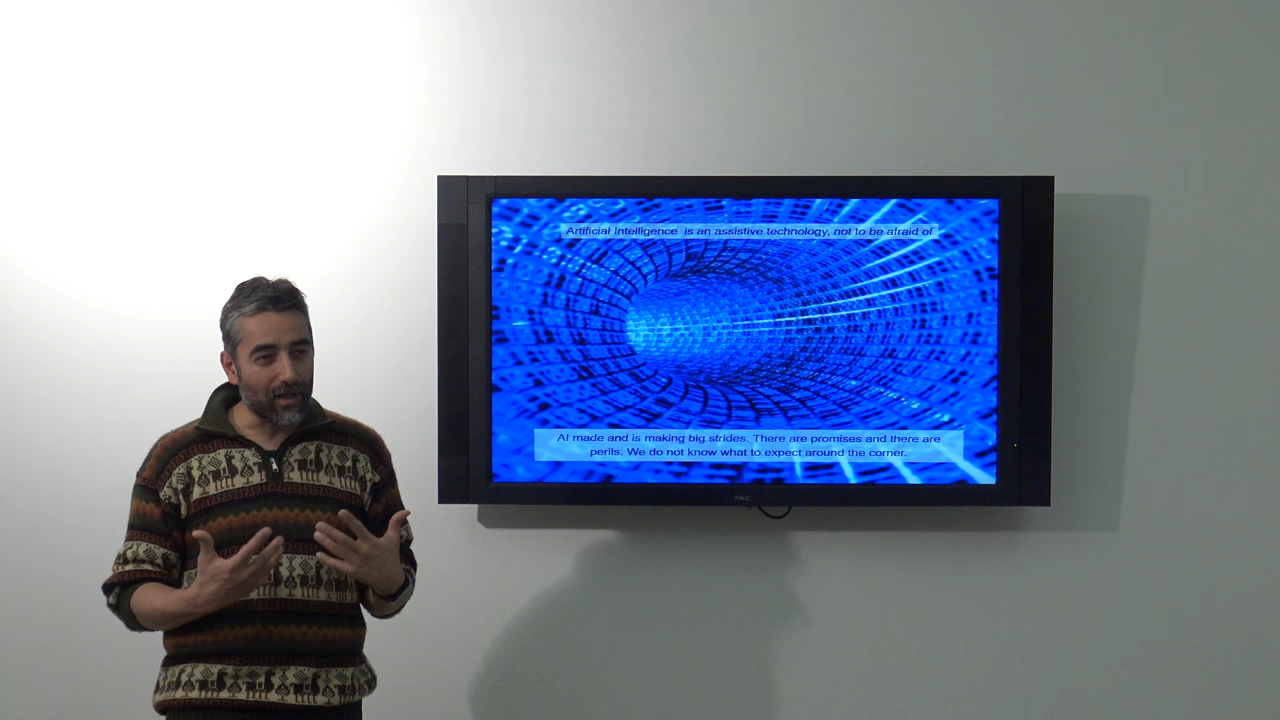 Artificial Intelligence is an assistive technology, not to be afraid of
AI made and is making big strides. There are promises and there are
perils. We do not know what to expect around the corner.
NEC